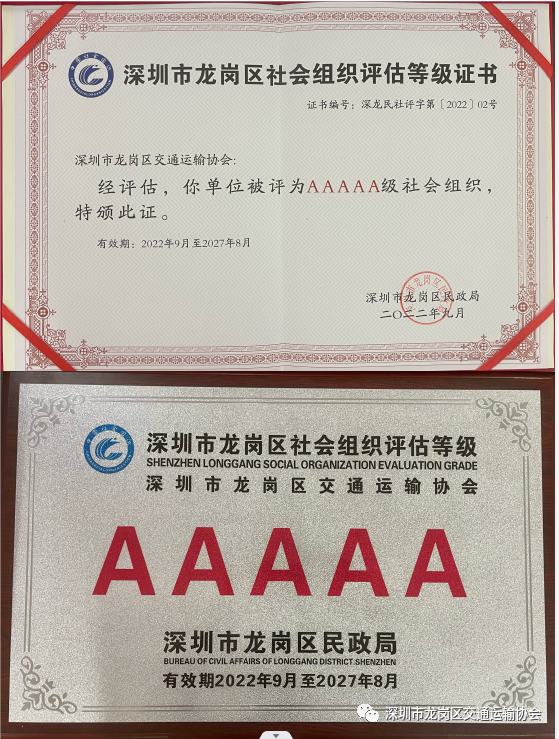 深圳市龙岗区社会组织评估等级证书
证书编号：深龙民社评字第〔2022〕02号
深圳市龙岗区交通运输协会：
经评估，你单位被评为AAAAA级社会组织，
特颁此证。
有效期：2022年9月至2027年8月
深圳市龙岗区民政局
二〇二二年九月
深圳市龙岗区社会组织评估等级
SHENZHEN LONGGANG SOCIAL ORGANIZATION EVALUATION GRADE
深圳市龙岗区交通运输协会
AAAAA
深圳市龙岗区民政局
BUREAU OF CIVIL AFFAIRS OF LONGGANG DISTRICT.SHENZHEN
有效期2022年9月至2027年8月
深圳市龙岗区交通运输协会